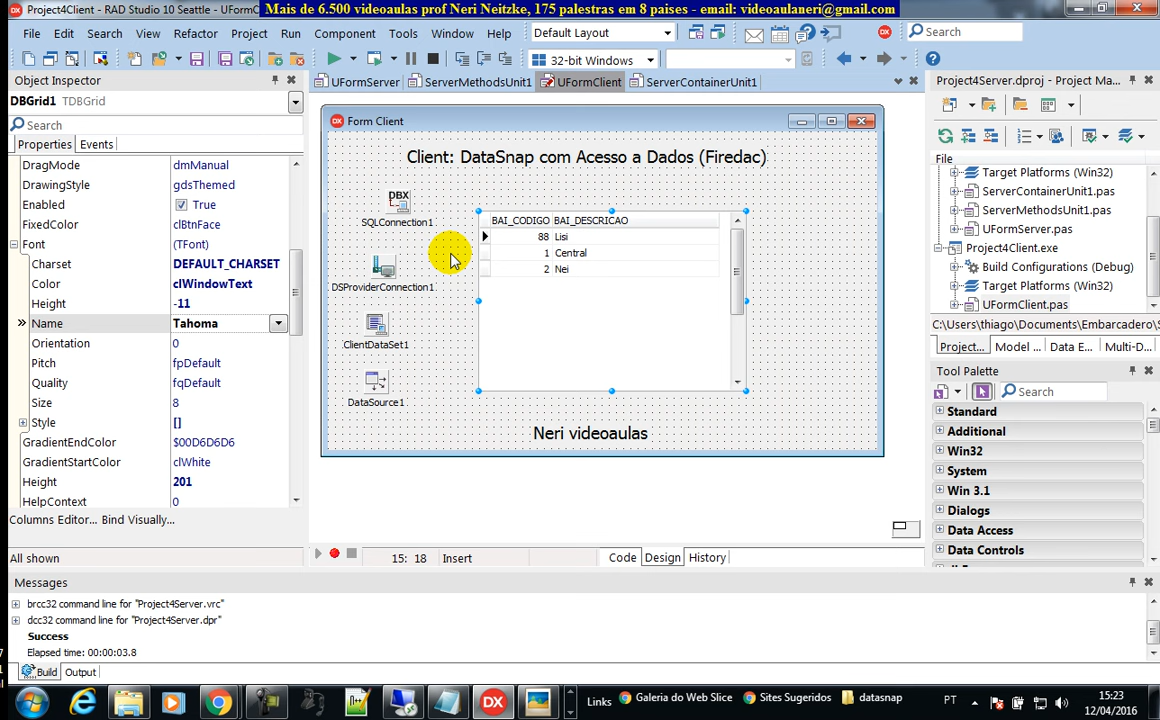 Project4Client - RAD Studio 10 Seattle - UFormC
Mais de 6.500 videoaulas prof Neri Neitzke, 175 palestras em 8 paises - email: videoaulaneri@gmail.com
File Edit Search View Refactor Project Run Component Tools Window Help
Default Layout
Search
32-bit Windows
Object Inspector
DBGrid1 TDBGrid
Search
Properties Events
DragMode dmManual
DrawingStyle gdsThemed
Enabled True
FixedColor clBtnFace
Font (TFont)
Charset DEFAULT_CHARSET
Color clWindowText
Height -11
Name Tahoma
Orientation 0
Pitch fpDefault
Quality fqDefault
Size 8
Style []
GradientEndColor $00D6D6D6
GradientStartColor clWhite
Height 201
HelpContext 0
Columns Editor... Bind Visually...
All shown
UFormServer ServerMethodsUnit1 UFormClient ServerContainerUnit1
Form Client
Client: DataSnap com Acesso a Dados (Firedac)
DBX
SQLConnection1
DSProviderConnection1
ClientDataSet1
DataSource1
BAI_CODIGO BAI_DESCRICAO
88 Lisi
1 Central
2 Nei
Neri videoaulas
15: 18 Insert
Code Design History
Project4Server.dproj - Project Ma...
File
Target Platforms (Win32)
ServerContainerUnit1.pas
ServerMethodsUnit1.pas
UFormServer.pas
Project4Client.exe
Build Configurations (Debug)
Target Platforms (Win32)
UFormClient.pas
C:\Users\thiago\Documents\Embarcadero\S
Project... Model ... Data E... Multi-D...
Tool Palette
Search
Standard
Additional
Win32
System
Win 3.1
Dialogs
Data Access
Data Controls
Messages
brcc32 command line for "Project4Server.vrc"
dcc32 command line for "Project4Server.dpr"
Success
Elapsed time: 00:00:03.8
Build Output
Links Galeria do Web Slice Sites Sugeridos datasnap PT
15:23
12/04/2016